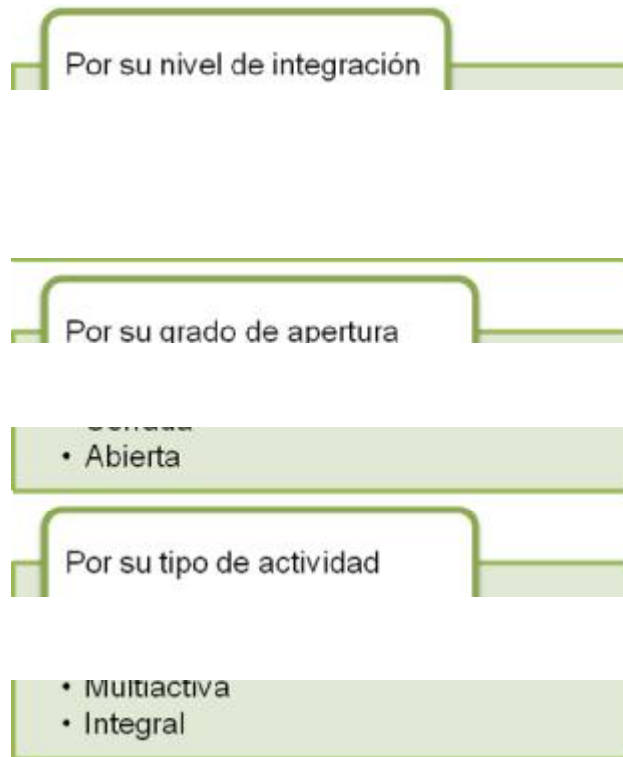 Por su nivel de integración
Por su grado de apertura
• Abierta
Por su tipo de actividad
• Multiactiva
• Integral